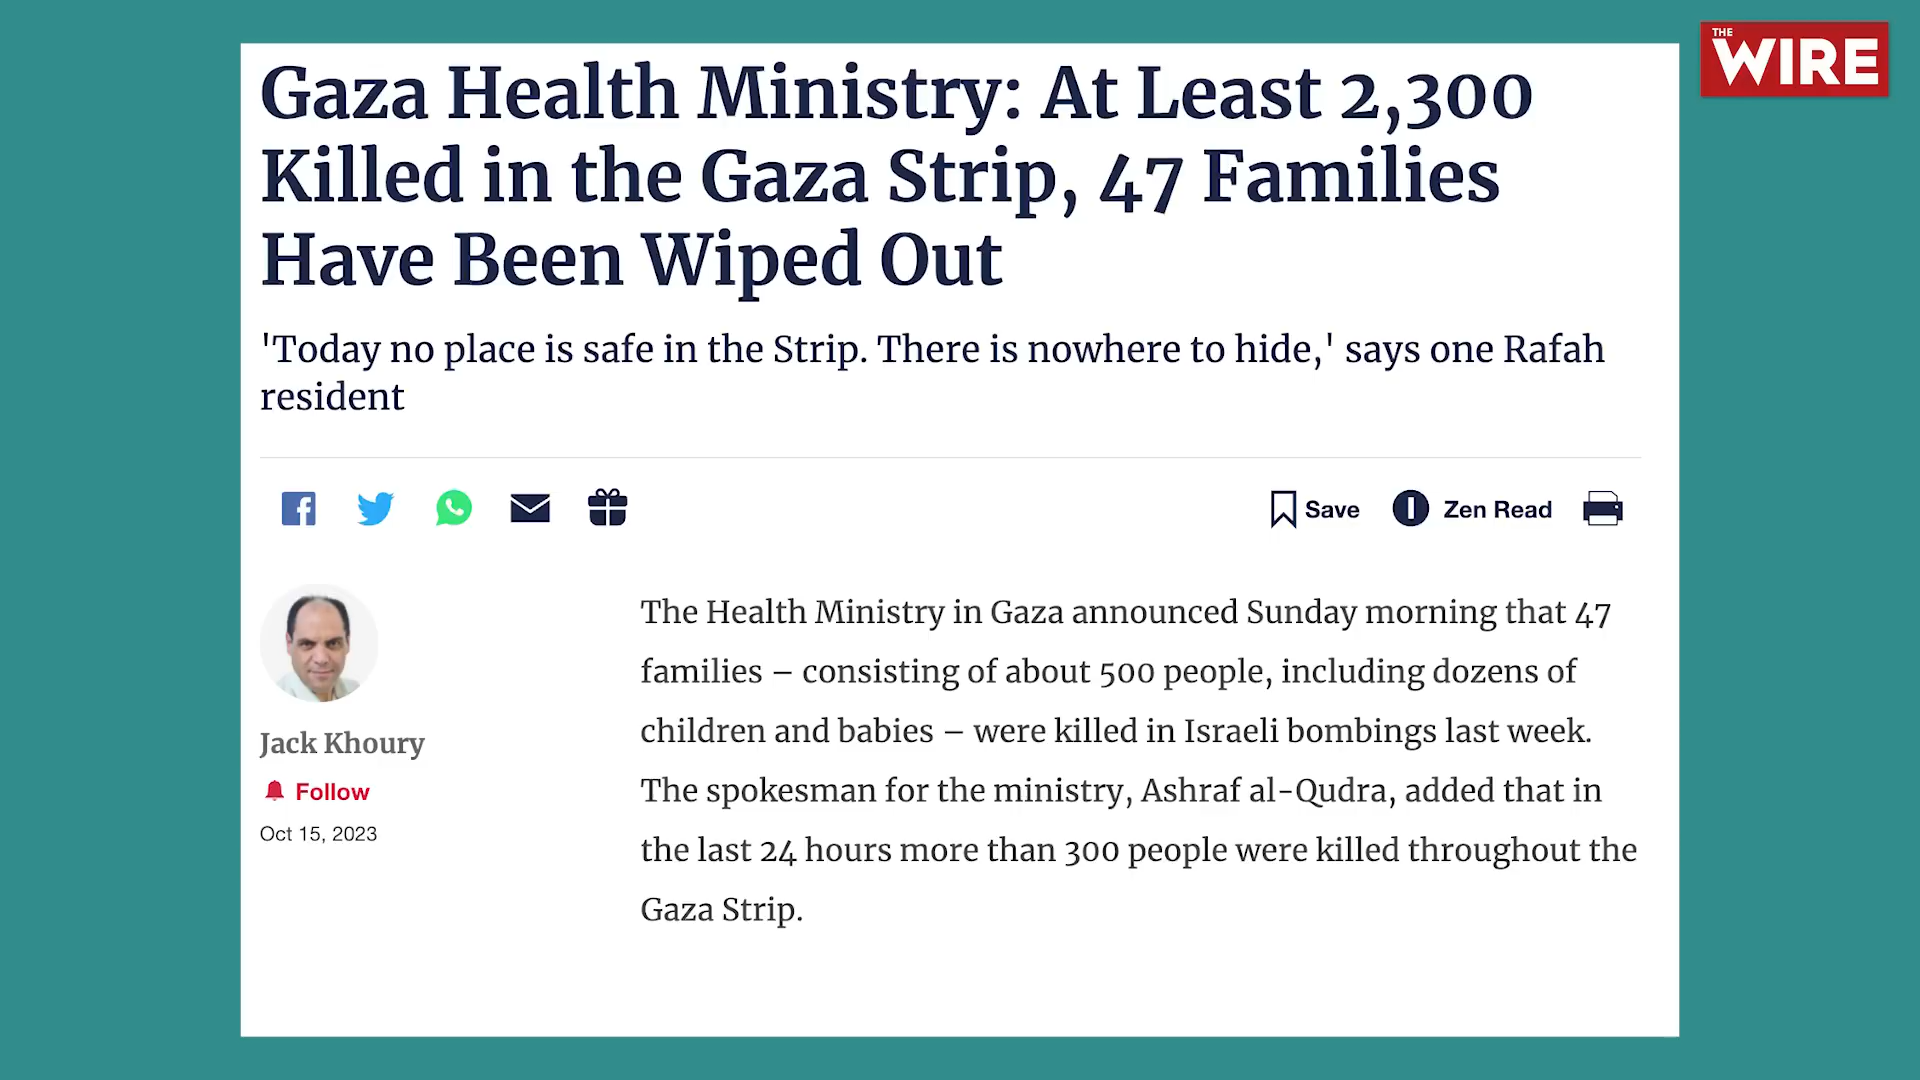 THE
WIRE
Gaza Health Ministry: At Least 2,300
Killed in the Gaza Strip, 47 Families
Have Been Wiped Out
'Today no place is safe in the Strip. There is nowhere to hide,' says one Rafah
resident
Save
Zen Read
Jack Khoury
Follow
Oct 15, 2023
The Health Ministry in Gaza announced Sunday morning that 47
families – consisting of about 500 people, including dozens of
children and babies – were killed in Israeli bombings last week.
The spokesman for the ministry, Ashraf al-Qudra, added that in
the last 24 hours more than 300 people were killed throughout the
Gaza Strip.